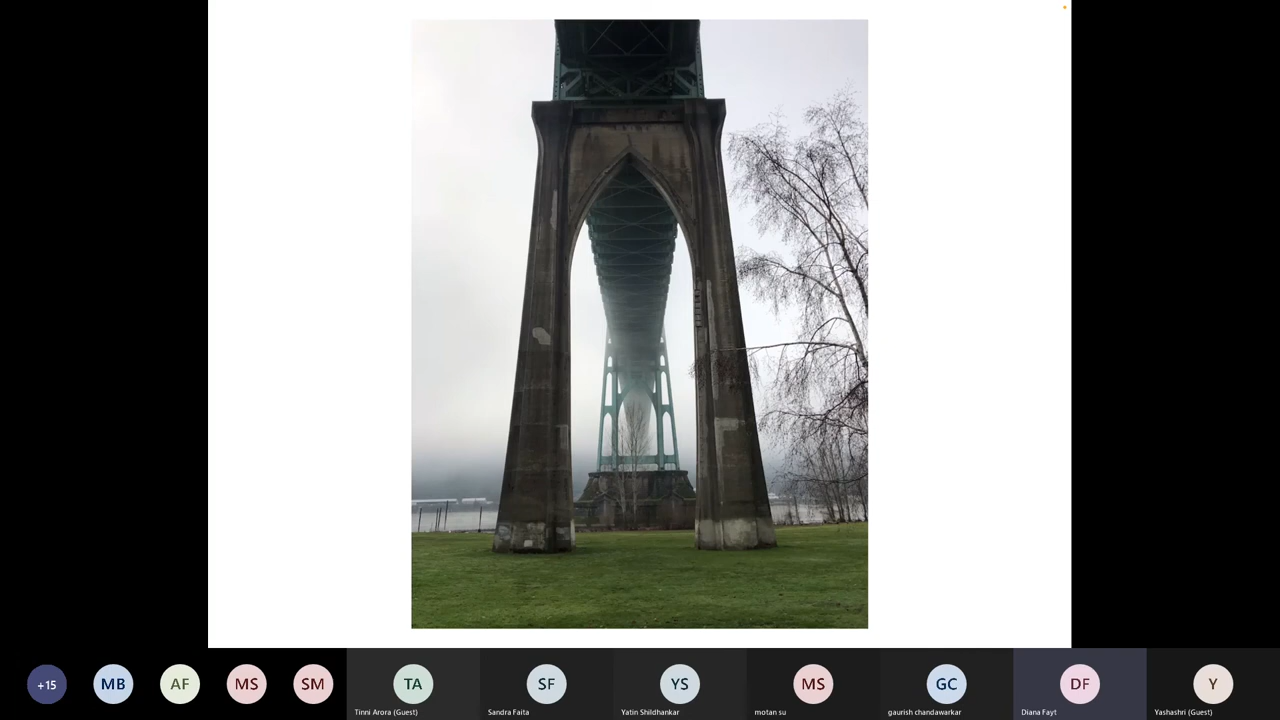 +15
MB
AF
MS
SM
TA
SF
YS
MS
GC
DF
Y
Tinni Arora (Guest)
Sandra Faita
Yatin Shildhankar
motan su
gaurish chandawarkar
Diana Fayt
Yashashri (Guest)